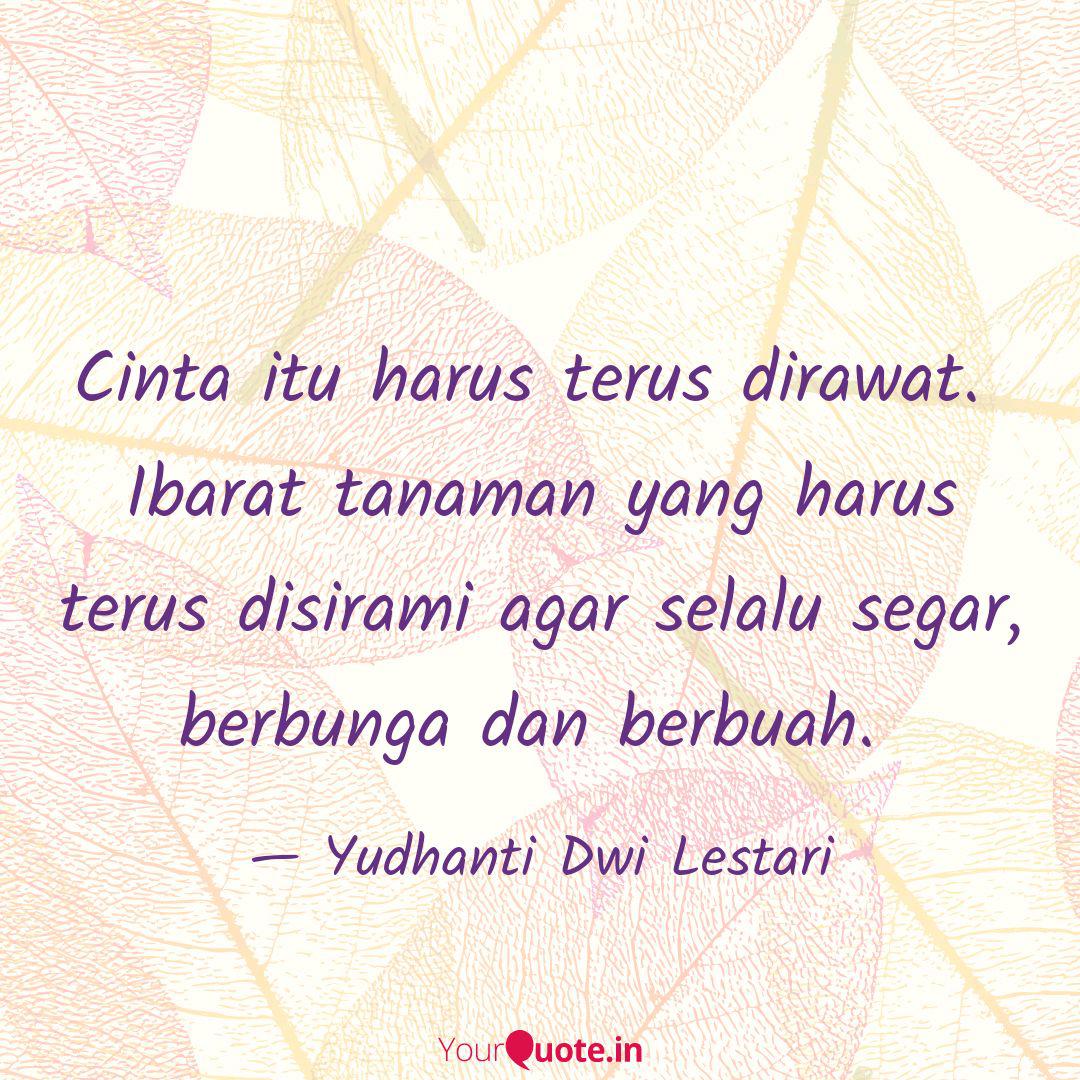 Cinta itu harus terus dirawat.
Ibarat tanaman yang harus
terus disirami agar selalu segar,
berbunga dan berbuah.
— Yudhanti Dwi Lestari
YourQuote.in